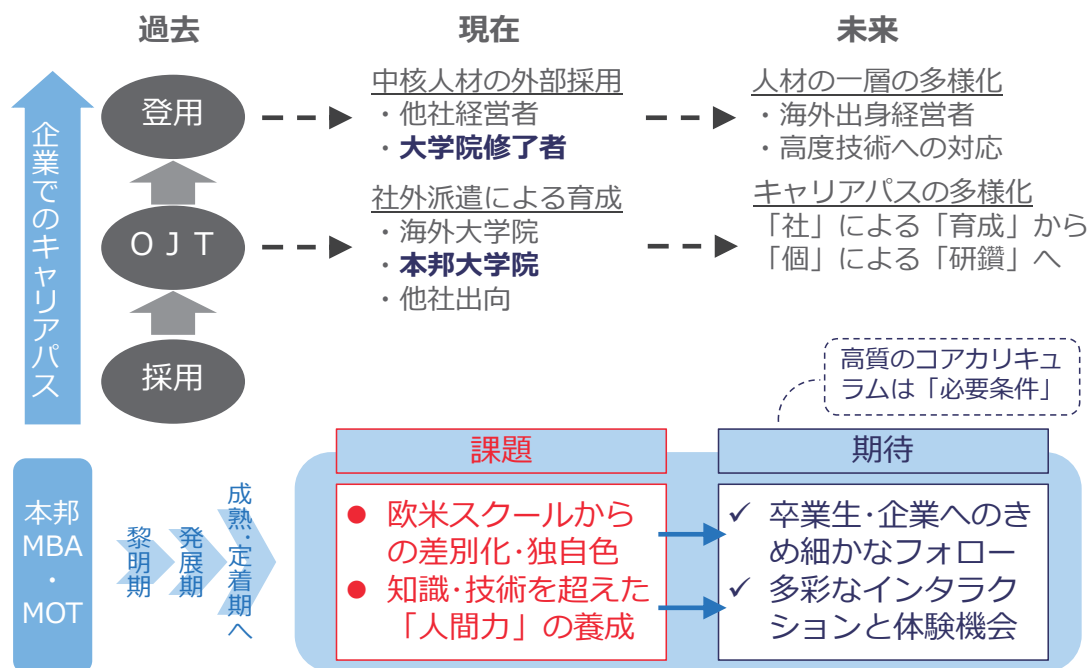 過去
現在
未来
企業でのキャリアパス
登用
OJT
採用
中核人材の外部採用
・他社経営者
・大学院修了者
社外派遣による育成
・海外大学院
・本邦大学院
・他社出向
人材の一層の多様化
・海外出身経営者
・高度技術への対応
キャリアパスの多様化
「社」による「育成」から
「個」による「研鑽」へ
高質のコアカリキュ
ラムは「必要条件」
本邦
MBA
・
MOT
黎明期
発展期
成熟・定着期へ
課題
● 欧米スクールから
の差別化・独自色
● 知識・技術を超えた
「人間力」の養成
期待
✓ 卒業生・企業へのき
め細かなフォロー
✓ 多彩なインタラク
ションと体験機会